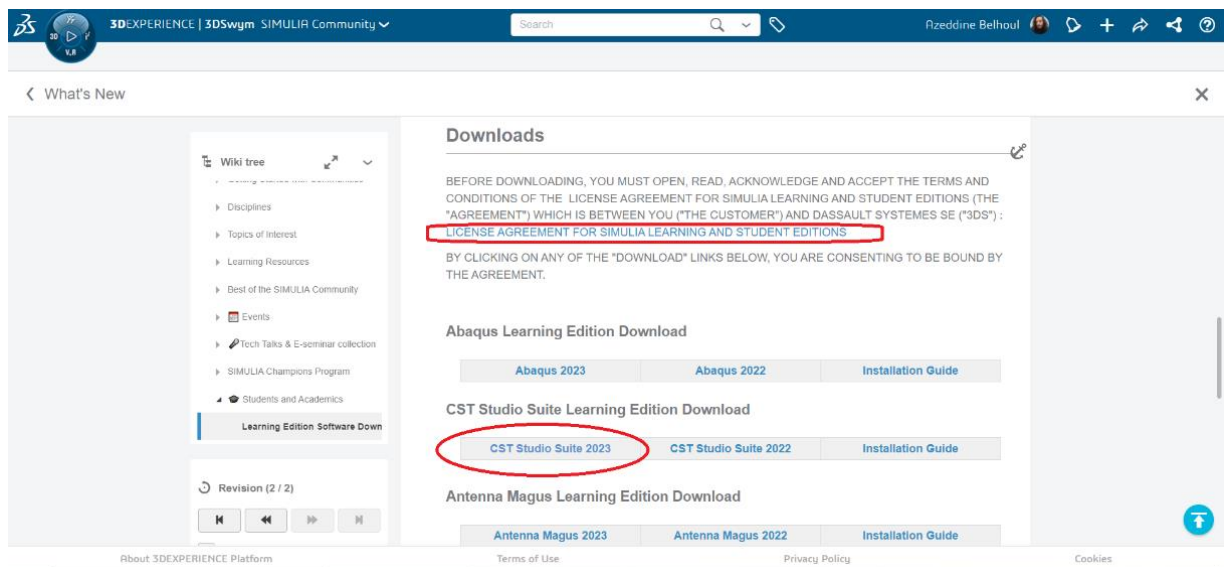 3DEXPERIENCE | 3DSwym SIMULIA Community
Search
Azeddine Belhoul
3D
V.R
What's New
Wiki tree
Disciplines
Topics of Interest
Learning Resources
Best of the SIMULIA Community
Events
Tech Talks & E-seminar collection
SIMULIA Champions Program
Students and Academics
Learning Edition Software Down
Revision (2 / 2)
Downloads
BEFORE DOWNLOADING, YOU MUST OPEN, READ, ACKNOWLEDGE AND ACCEPT THE TERMS AND
CONDITIONS OF THE LICENSE AGREEMENT FOR SIMULIA LEARNING AND STUDENT EDITIONS (THE
"AGREEMENT") WHICH IS BETWEEN YOU ("THE CUSTOMER") AND DASSAULT SYSTEMES SE ("3DS") :
LICENSE AGREEMENT FOR SIMULIA LEARNING AND STUDENT EDITIONS
BY CLICKING ON ANY OF THE "DOWNLOAD" LINKS BELOW, YOU ARE CONSENTING TO BE BOUND BY
THE AGREEMENT.
Abaqus Learning Edition Download
Abaqus 2023 Abaqus 2022 Installation Guide
CST Studio Suite Learning Edition Download
CST Studio Suite 2023 CST Studio Suite 2022 Installation Guide
Antenna Magus Learning Edition Download
Antenna Magus 2023 Antenna Magus 2022 Installation Guide
About 3DEXPERIENCE Platform Terms of Use Privacy Policy Cookies